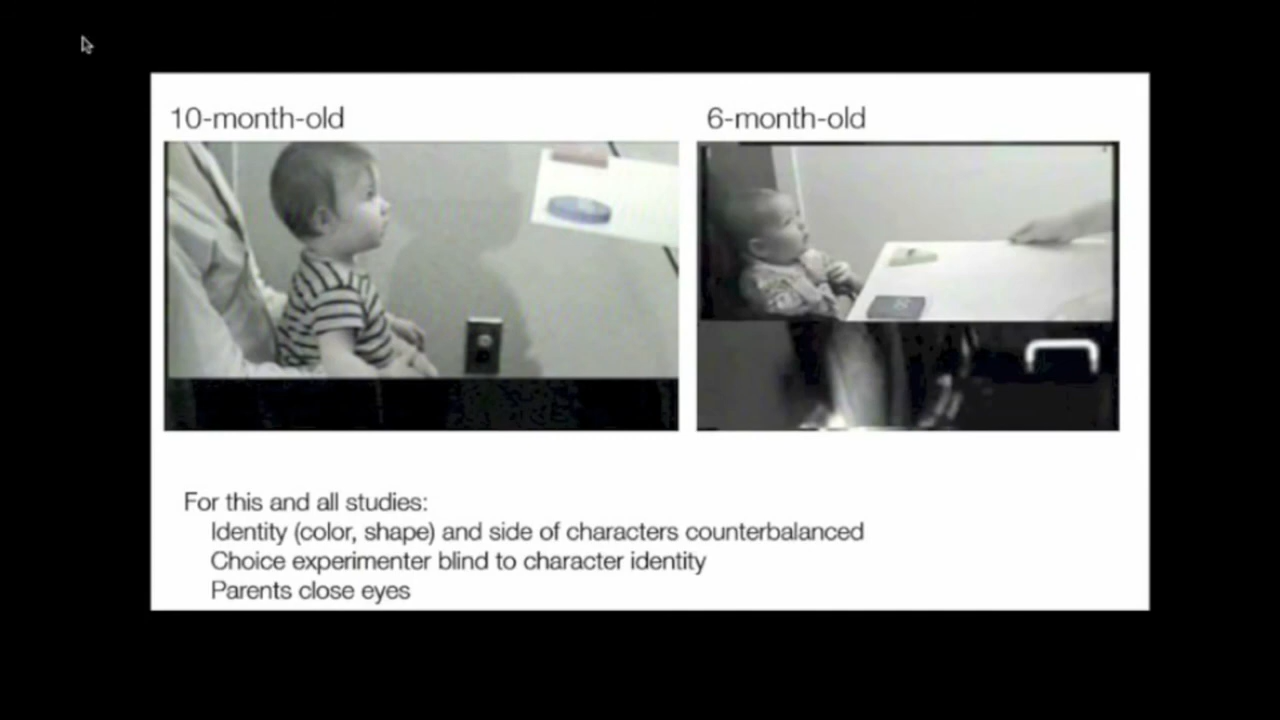 10-month-old
6-month-old
For this and all studies:
Identity (color, shape) and side of characters counterbalanced
Choice experimenter blind to character identity
Parents close eyes